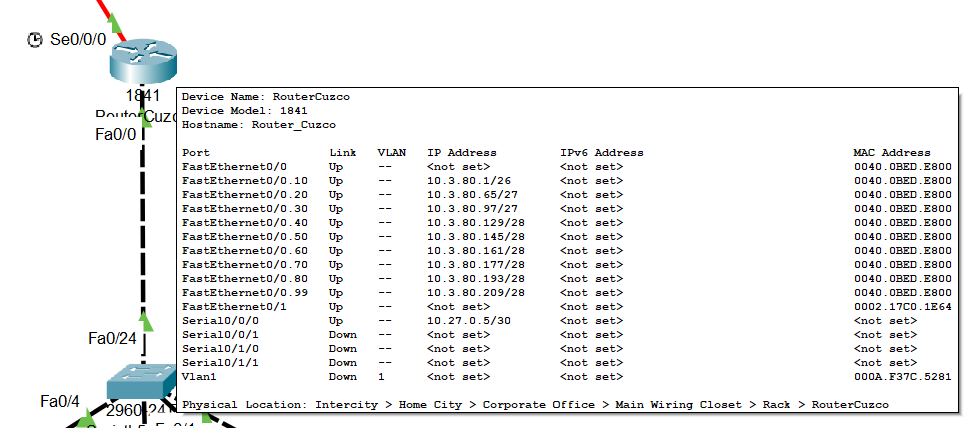 Se0/0/0
1841
Fa0/0
Device Name: RouterCuzco
Device Model: 1841
Hostname: Router_Cuzco
Port Link VLAN IP Address IPv6 Address MAC Address
FastEthernet0/0 Up -- <not set> <not set> 0040.0BED.E800
FastEthernet0/0.10 Up -- 10.3.80.1/26 <not set> 0040.0BED.E800
FastEthernet0/0.20 Up -- 10.3.80.65/27 <not set> 0040.0BED.E800
FastEthernet0/0.30 Up -- 10.3.80.97/27 <not set> 0040.0BED.E800
FastEthernet0/0.40 Up -- 10.3.80.129/28 <not set> 0040.0BED.E800
FastEthernet0/0.50 Up -- 10.3.80.145/28 <not set> 0040.0BED.E800
FastEthernet0/0.60 Up -- 10.3.80.161/28 <not set> 0040.0BED.E800
FastEthernet0/0.70 Up -- 10.3.80.177/28 <not set> 0040.0BED.E800
FastEthernet0/0.80 Up -- 10.3.80.193/28 <not set> 0040.0BED.E800
FastEthernet0/0.99 Up -- 10.3.80.209/28 <not set> 0040.0BED.E800
FastEthernet0/1 Up -- <not set> <not set> 0002.17C0.1E64
Serial0/0/0 Up -- 10.27.0.5/30 <not set> <not set>
Serial0/0/1 Down -- <not set> <not set> <not set>
Serial0/1/0 Down -- <not set> <not set> <not set>
Serial0/1/1 Down -- <not set> <not set> <not set>
Vlan1 Down 1 <not set> <not set> 000A.F37C.5281
Physical Location: Intercity > Home City > Corporate Office > Main Wiring Closet > Rack > RouterCuzco
Fa0/24
Fa0/4